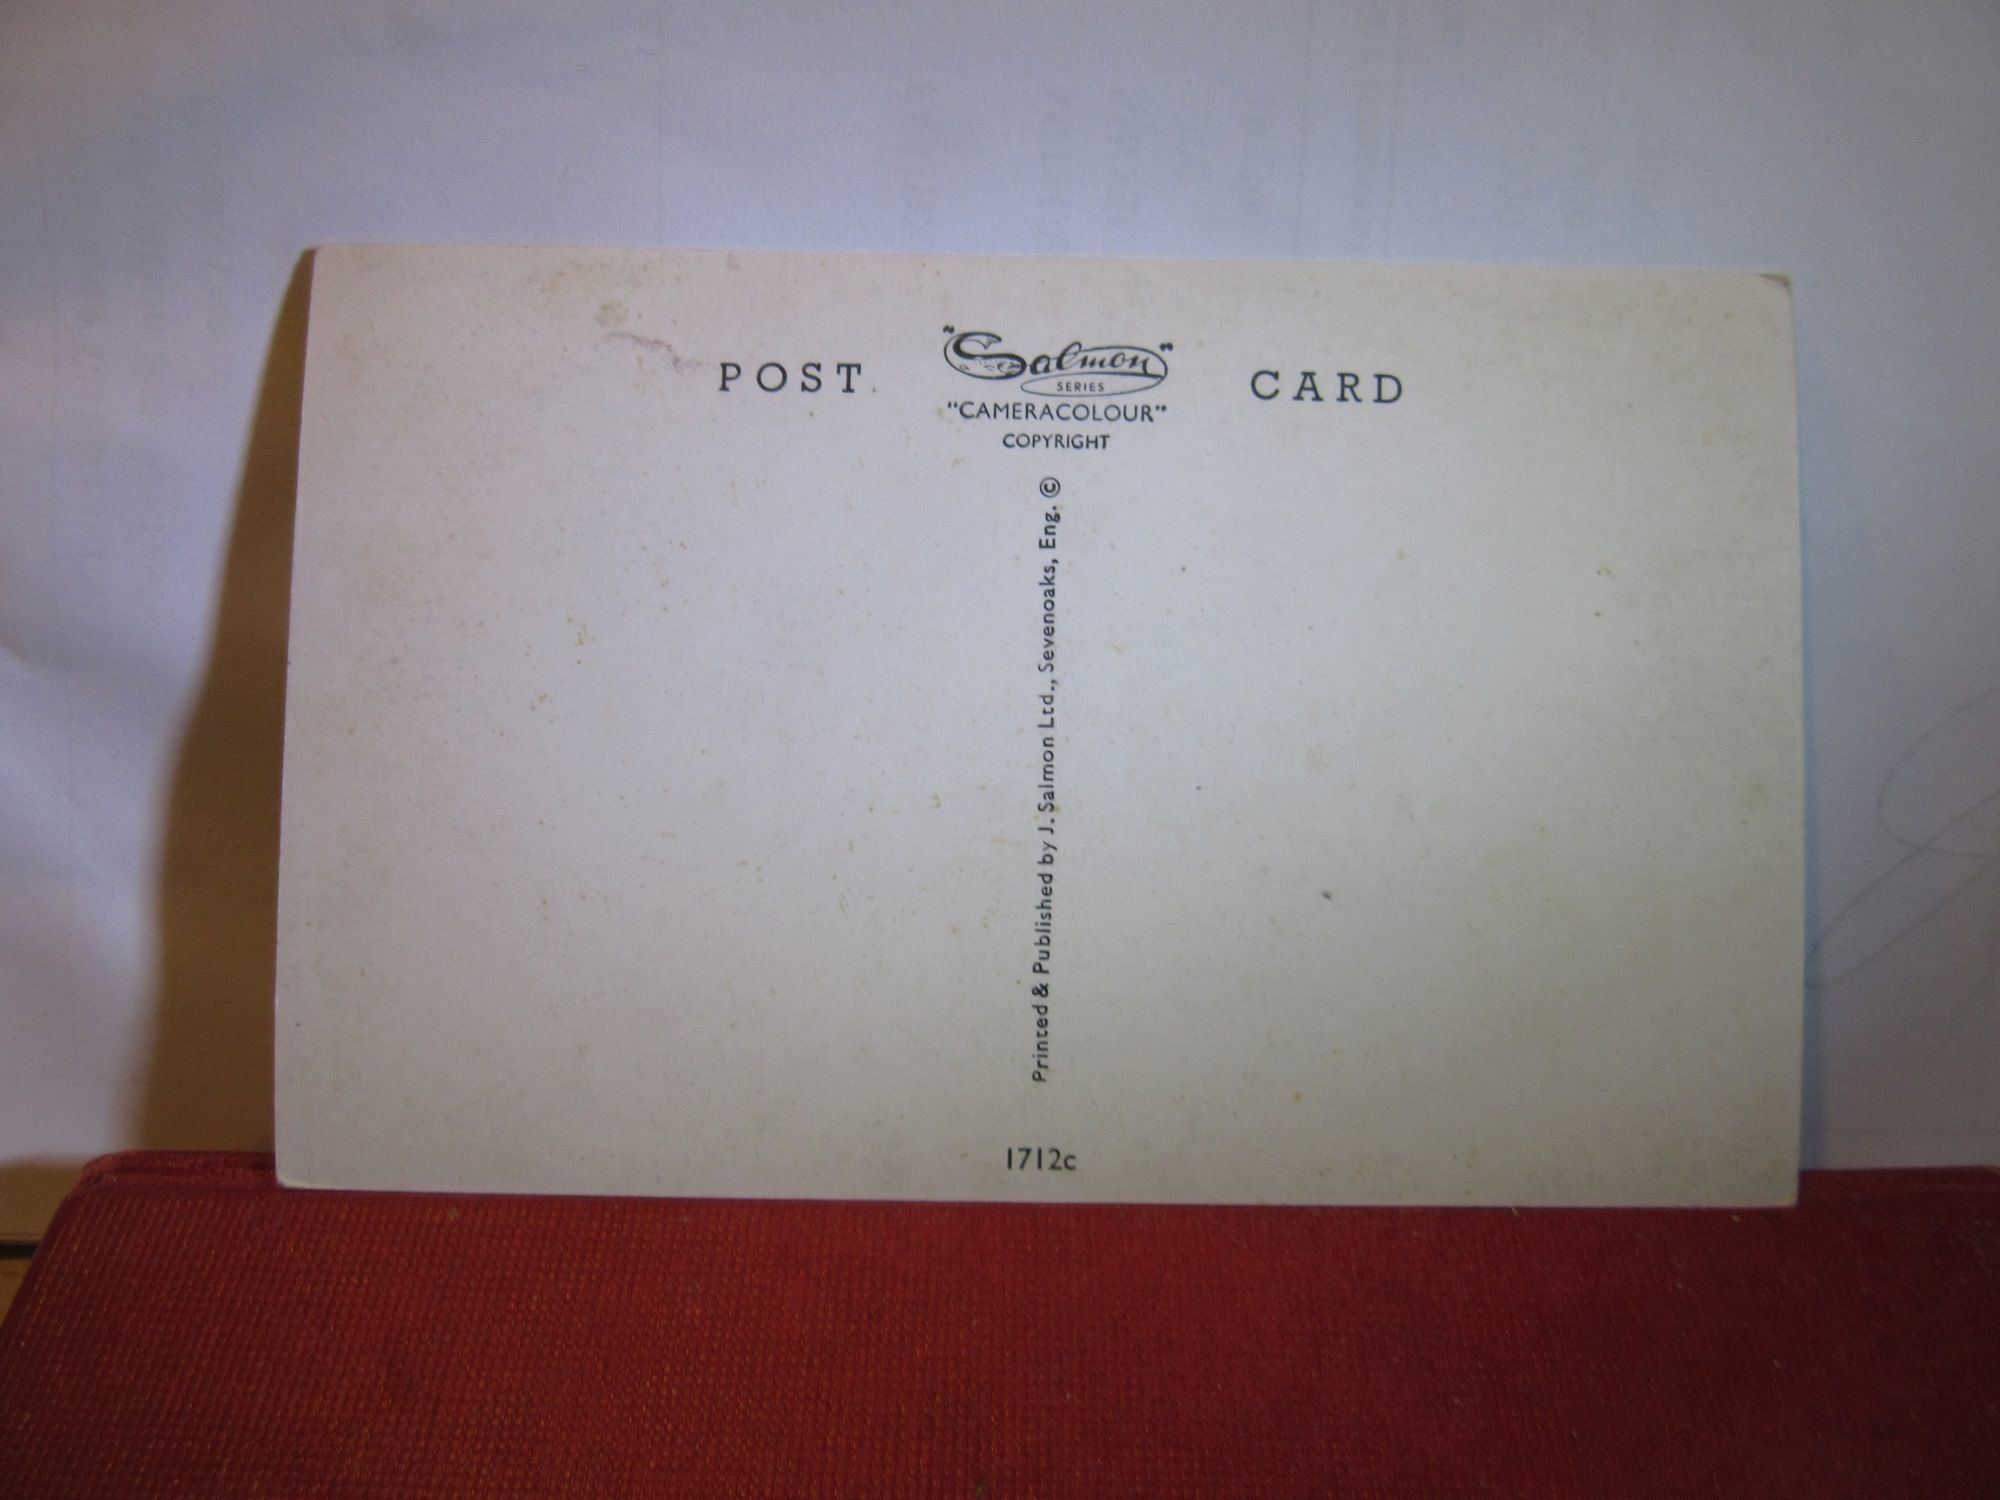 POST "Salmon" CARD
SERIES
"CAMERACOLOUR"
COPYRIGHT
Printed & Published by J. Salmon Ltd., Sevenoaks, Eng. ©
1712c